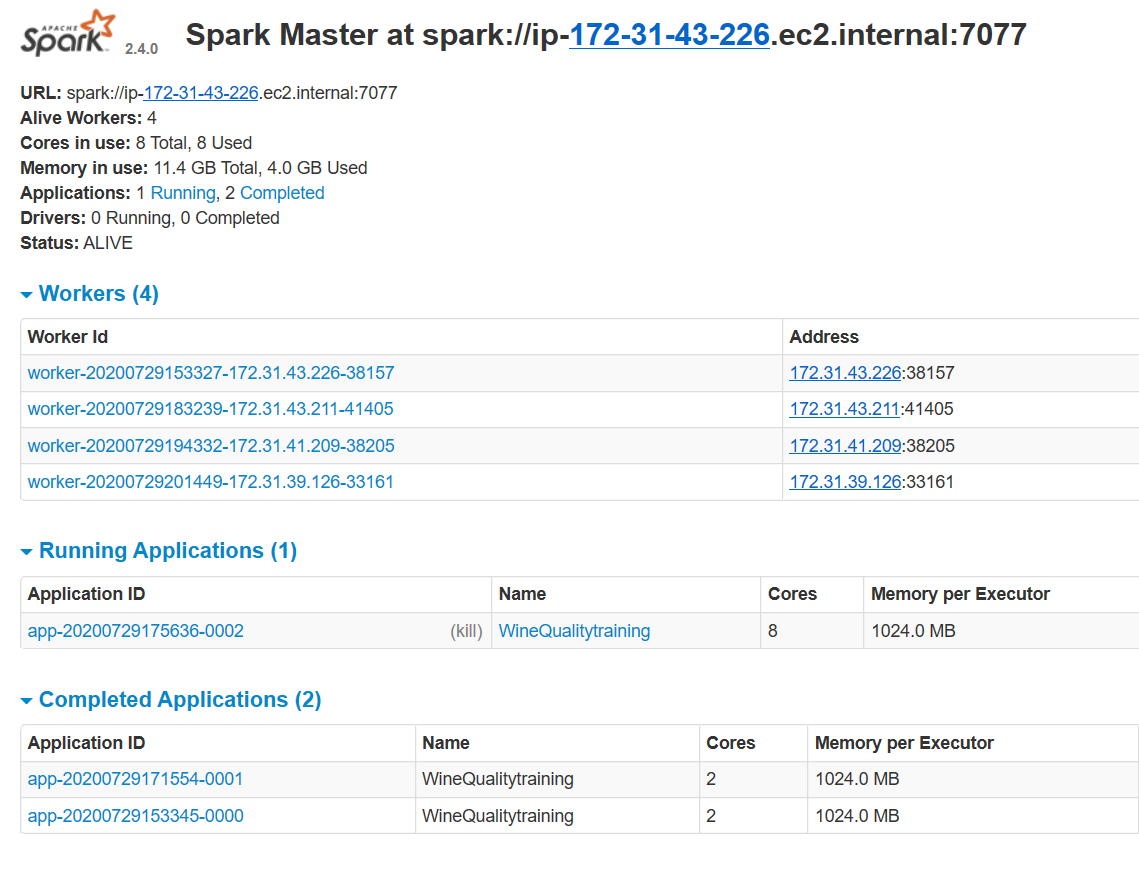 APACHE
Spark 2.4.0 Spark Master at spark://ip-172-31-43-226.ec2.internal:7077
URL: spark://ip-172-31-43-226.ec2.internal:7077
Alive Workers: 4
Cores in use: 8 Total, 8 Used
Memory in use: 11.4 GB Total, 4.0 GB Used
Applications: 1 Running, 2 Completed
Drivers: 0 Running, 0 Completed
Status: ALIVE
Workers (4)
Worker Id Address
worker-20200729153327-172.31.43.226-38157 172.31.43.226:38157
worker-20200729183239-172.31.43.211-41405 172.31.43.211:41405
worker-20200729194332-172.31.41.209-38205 172.31.41.209:38205
worker-20200729201449-172.31.39.126-33161 172.31.39.126:33161
Running Applications (1)
Application ID Name Cores Memory per Executor
app-20200729175636-0002 (kill) WineQualitytraining 8 1024.0 MB
Completed Applications (2)
Application ID Name Cores Memory per Executor
app-20200729171554-0001 WineQualitytraining 2 1024.0 MB
app-20200729153345-0000 WineQualitytraining 2 1024.0 MB